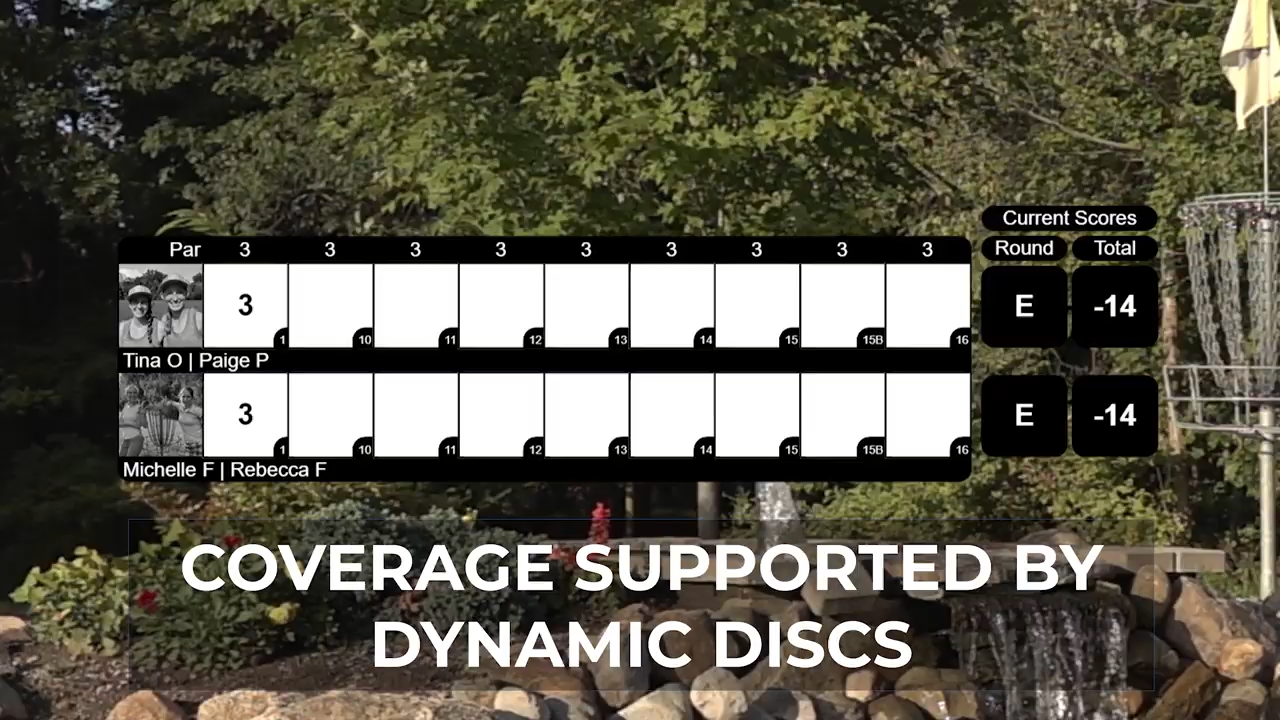 Current Scores
Par 3 3 3 3 3 3 3 3 3 Round Total
3 E -14
1 10 11 12 13 14 15 15B 16
Tina O | Paige P
3 E -14
1 10 11 12 13 14 15 15B 16
Michelle F | Rebecca F
COVERAGE SUPPORTED BY
DYNAMIC DISCS